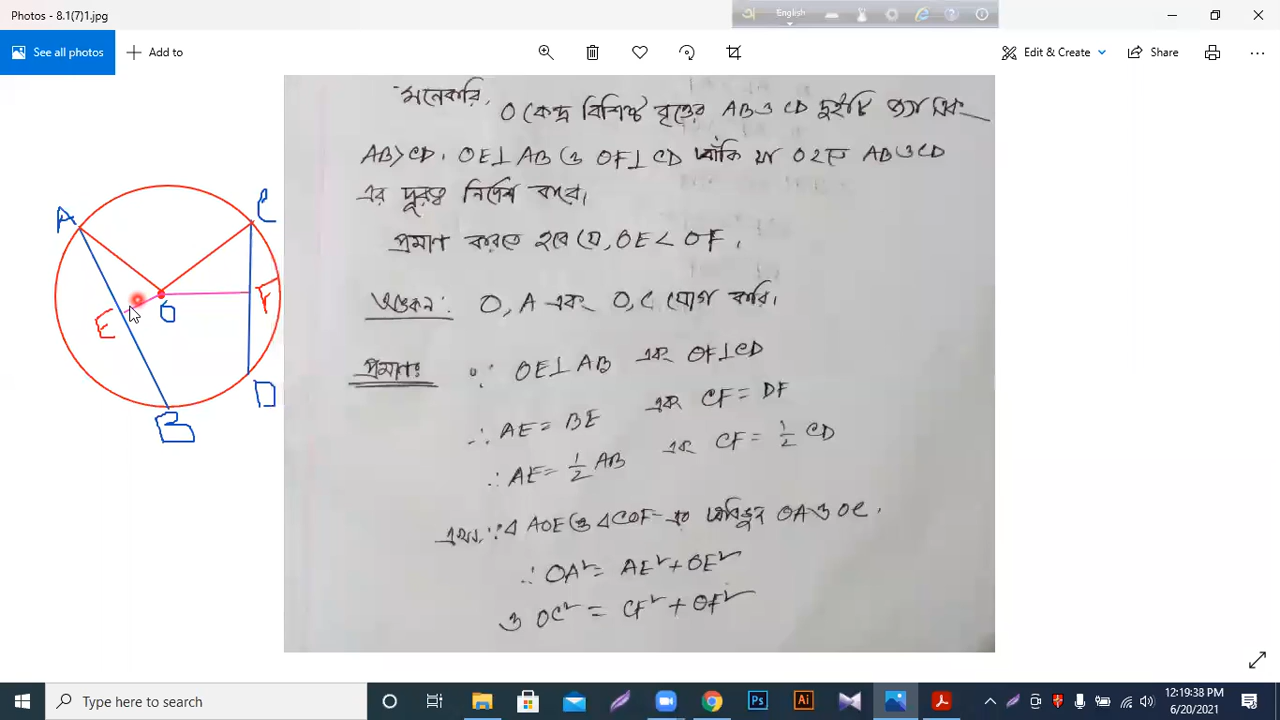 Photos - 8.1(7)1.jpg
অ English
See all photos
Add to
Edit & Create
Share
মনেকরি,
O কেন্দ্র বিশিষ্ট বৃত্তের AB ও CD দুইটি জ্যা এবং
AB>CD. OE⊥AB ও OF⊥CD আঁকি যা O হতে AB ও CD
এর দূরত্ব নির্দেশ করে।
প্রমাণ করতে হবে যে, OE < OF.
অঙ্কন: O, A এবং O, C যোগ করি।
প্রমাণঃ ∵ OE⊥AB এবং OF⊥CD
∴ AE = BE এবং CF = DF
∴ AE = 1/2 AB এবং CF = 1/2 CD
এখন, ∵ △AOE ও △COF এর অতিভুজ OA ও OC.
∴ OA² = AE² + OE²
ও OC² = CF² + OF²
A
C
O
E
F
D
B
Type here to search
Ps
Ai
12:19:38 PM
6/20/2021